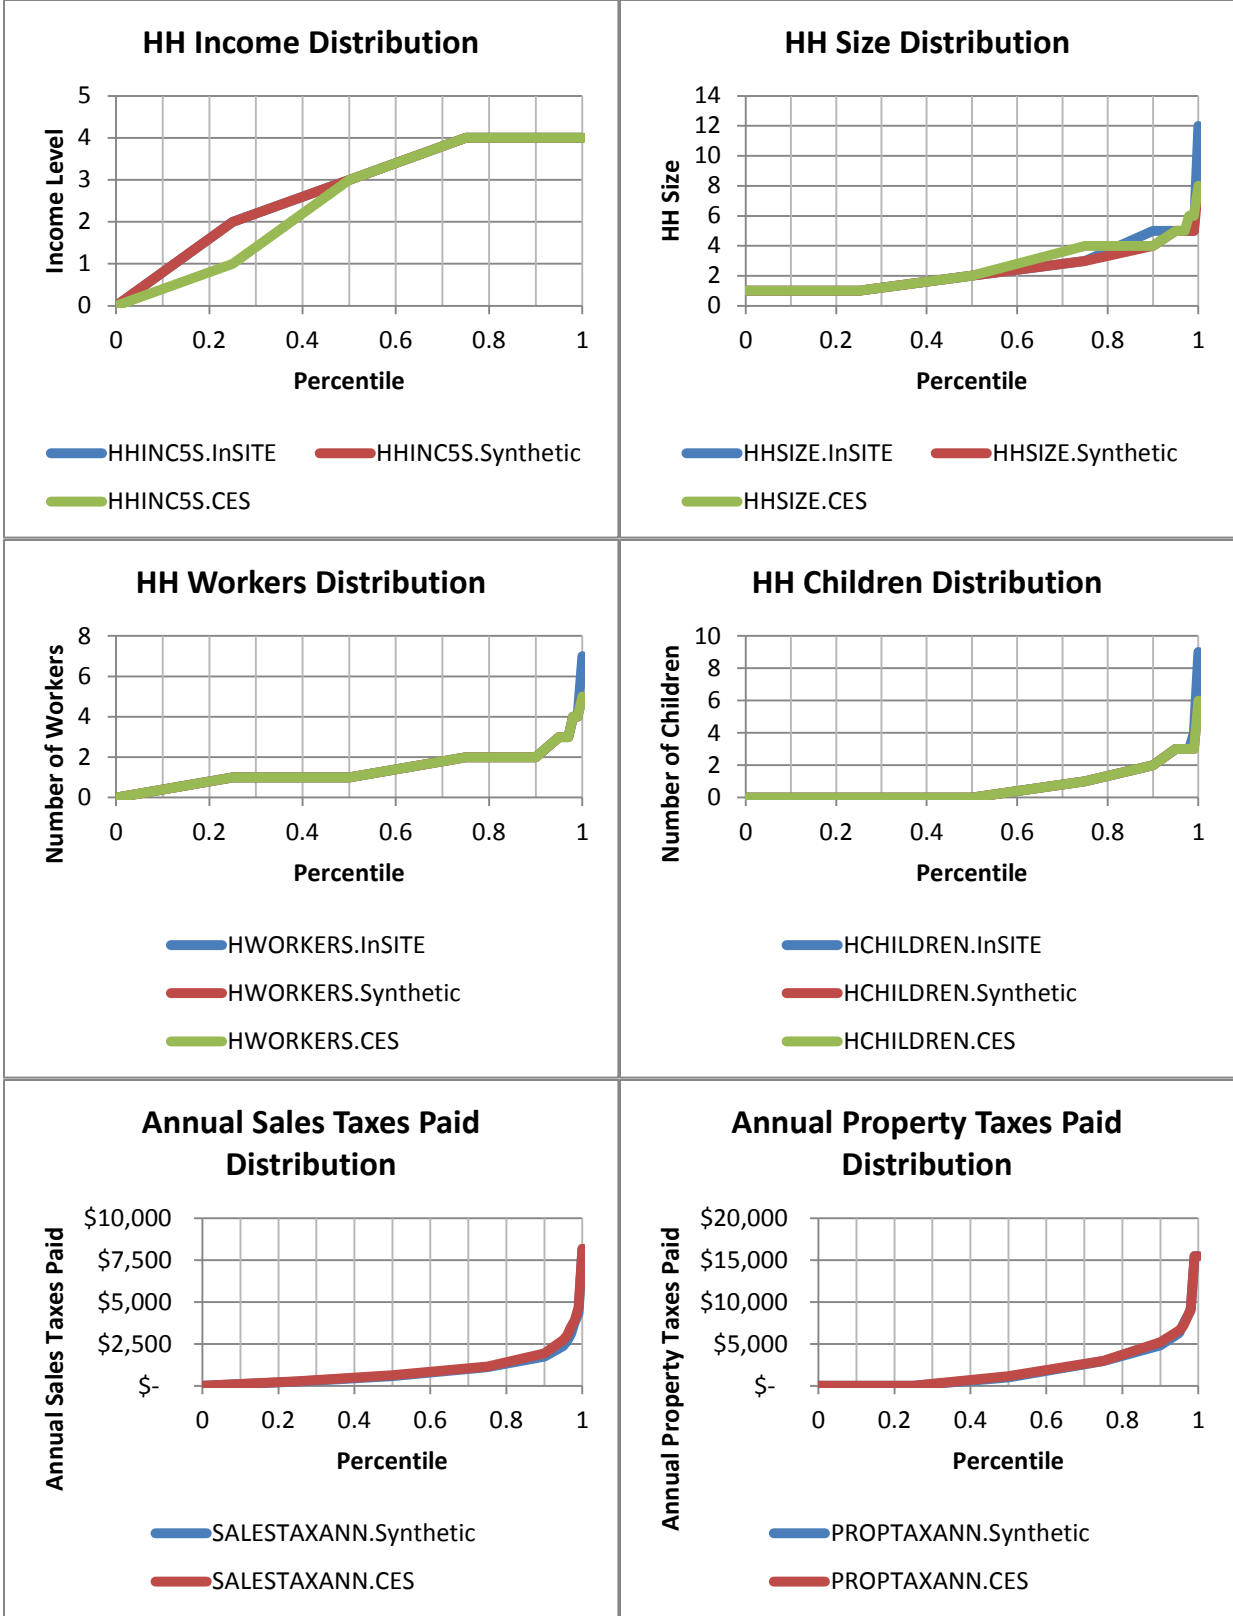 HH Income Distribution
5
4
3
2
1
0
Income Level
0 0.2 0.4 0.6 0.8 1
Percentile
HHINC5S.InSITE HHINC5S.Synthetic
HHINC5S.CES
HH Size Distribution
14
12
10
8
6
4
2
0
HH Size
0 0.2 0.4 0.6 0.8 1
Percentile
HHSIZE.InSITE HHSIZE.Synthetic
HHSIZE.CES
HH Workers Distribution
8
6
4
2
0
Number of Workers
0 0.2 0.4 0.6 0.8 1
Percentile
HWORKERS.InSITE
HWORKERS.Synthetic
HWORKERS.CES
HH Children Distribution
10
8
6
4
2
0
Number of Children
0 0.2 0.4 0.6 0.8 1
Percentile
HCHILDREN.InSITE
HCHILDREN.Synthetic
HCHILDREN.CES
Annual Sales Taxes Paid
Distribution
$10,000
$7,500
$5,000
$2,500
$-
Annual Sales Taxes Paid
0 0.2 0.4 0.6 0.8 1
Percentile
SALESTAXANN.Synthetic
SALESTAXANN.CES
Annual Property Taxes Paid
Distribution
$20,000
$15,000
$10,000
$5,000
$-
Annual Property Taxes Paid
0 0.2 0.4 0.6 0.8 1
Percentile
PROPTAXANN.Synthetic
PROPTAXANN.CES